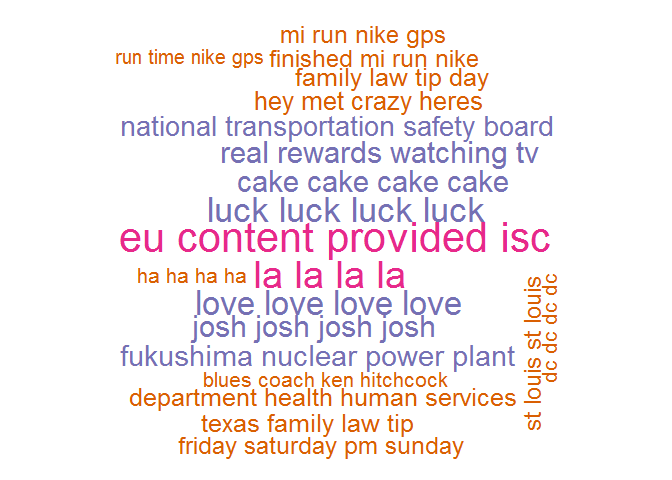 mi run nike gps
run time nike gps
finished mi run nike
family law tip day
hey met crazy heres
national transportation safety board
real rewards watching tv
cake cake cake cake
luck luck luck luck
eu content provided isc
ha ha ha ha
la la la la
love love love love
josh josh josh josh
fukushima nuclear power plant
blues coach ken hitchcock
department health human services
texas family law tip
friday saturday pm sunday
st louis st louis
dc dc dc dc